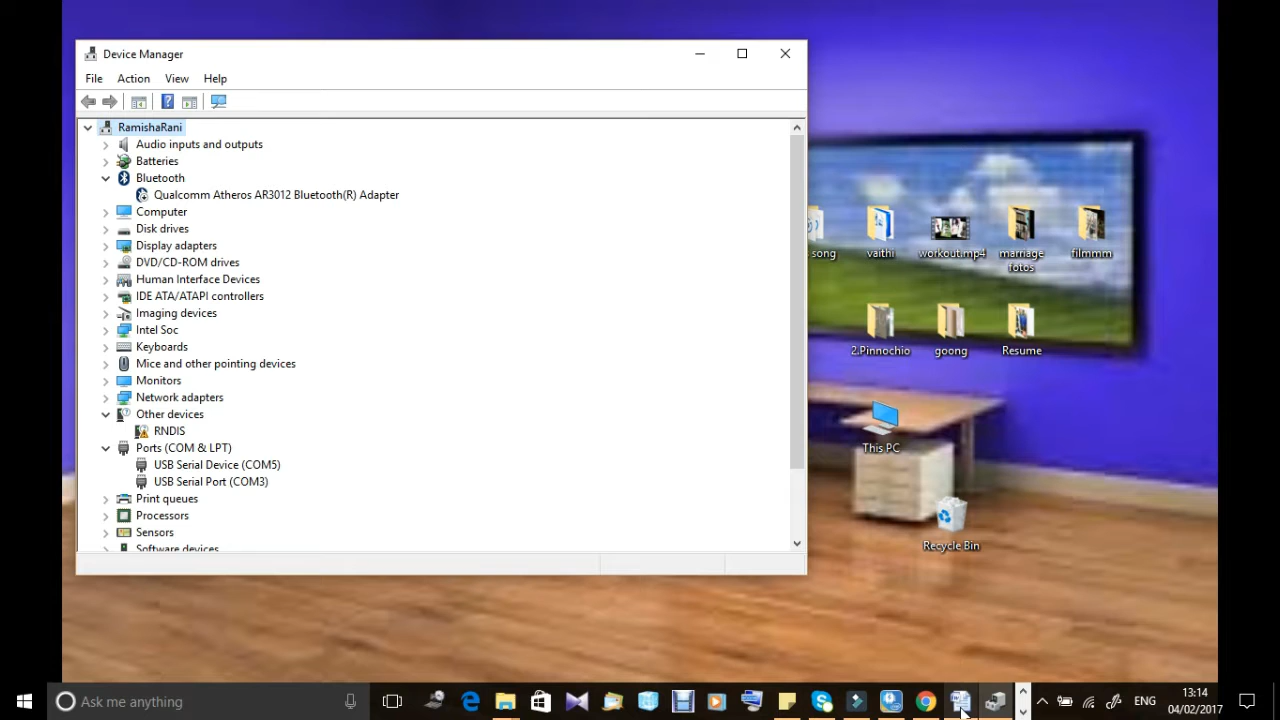 Device Manager
File Action View Help
RamishaRani
Audio inputs and outputs
Batteries
Bluetooth
Qualcomm Atheros AR3012 Bluetooth(R) Adapter
Computer
Disk drives
Display adapters
DVD/CD-ROM drives
Human Interface Devices
IDE ATA/ATAPI controllers
Imaging devices
Intel Soc
Keyboards
Mice and other pointing devices
Monitors
Network adapters
Other devices
RNDIS
Ports (COM & LPT)
USB Serial Device (COM5)
USB Serial Port (COM3)
Print queues
Processors
Sensors
Software devices
song vaithi workout.mp4 marriage fotos filmmm
2.Pinnochio goong Resume
This PC
Recycle Bin
Ask me anything
ENG
13:14
04/02/2017